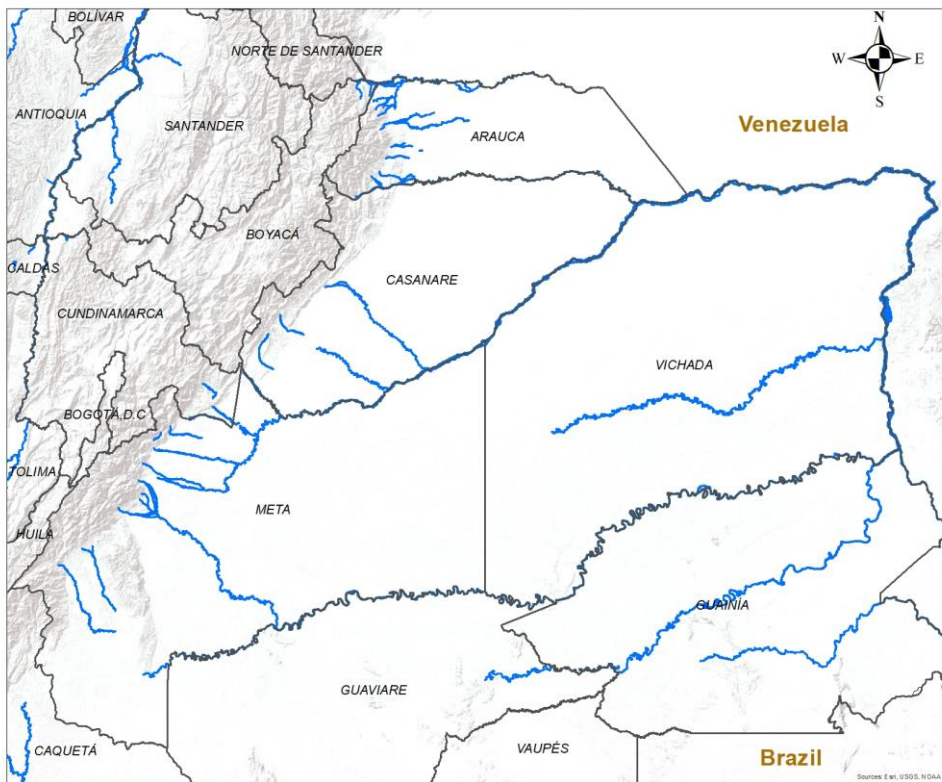 BOLÍVAR
N
NORTE DE SANTANDER
W E
S
ANTIOQUIA
SANTANDER
Venezuela
ARAUCA
BOYACÁ
CALDAS
CASANARE
CUNDINAMARCA
VICHADA
BOGOTÁ,D.C
TOLIMA
META
HUILA
GUAINÍA
GUAVIARE
CAQUETÁ
VAUPÉS
Brazil
Sources: Esri, USGS, NOAA